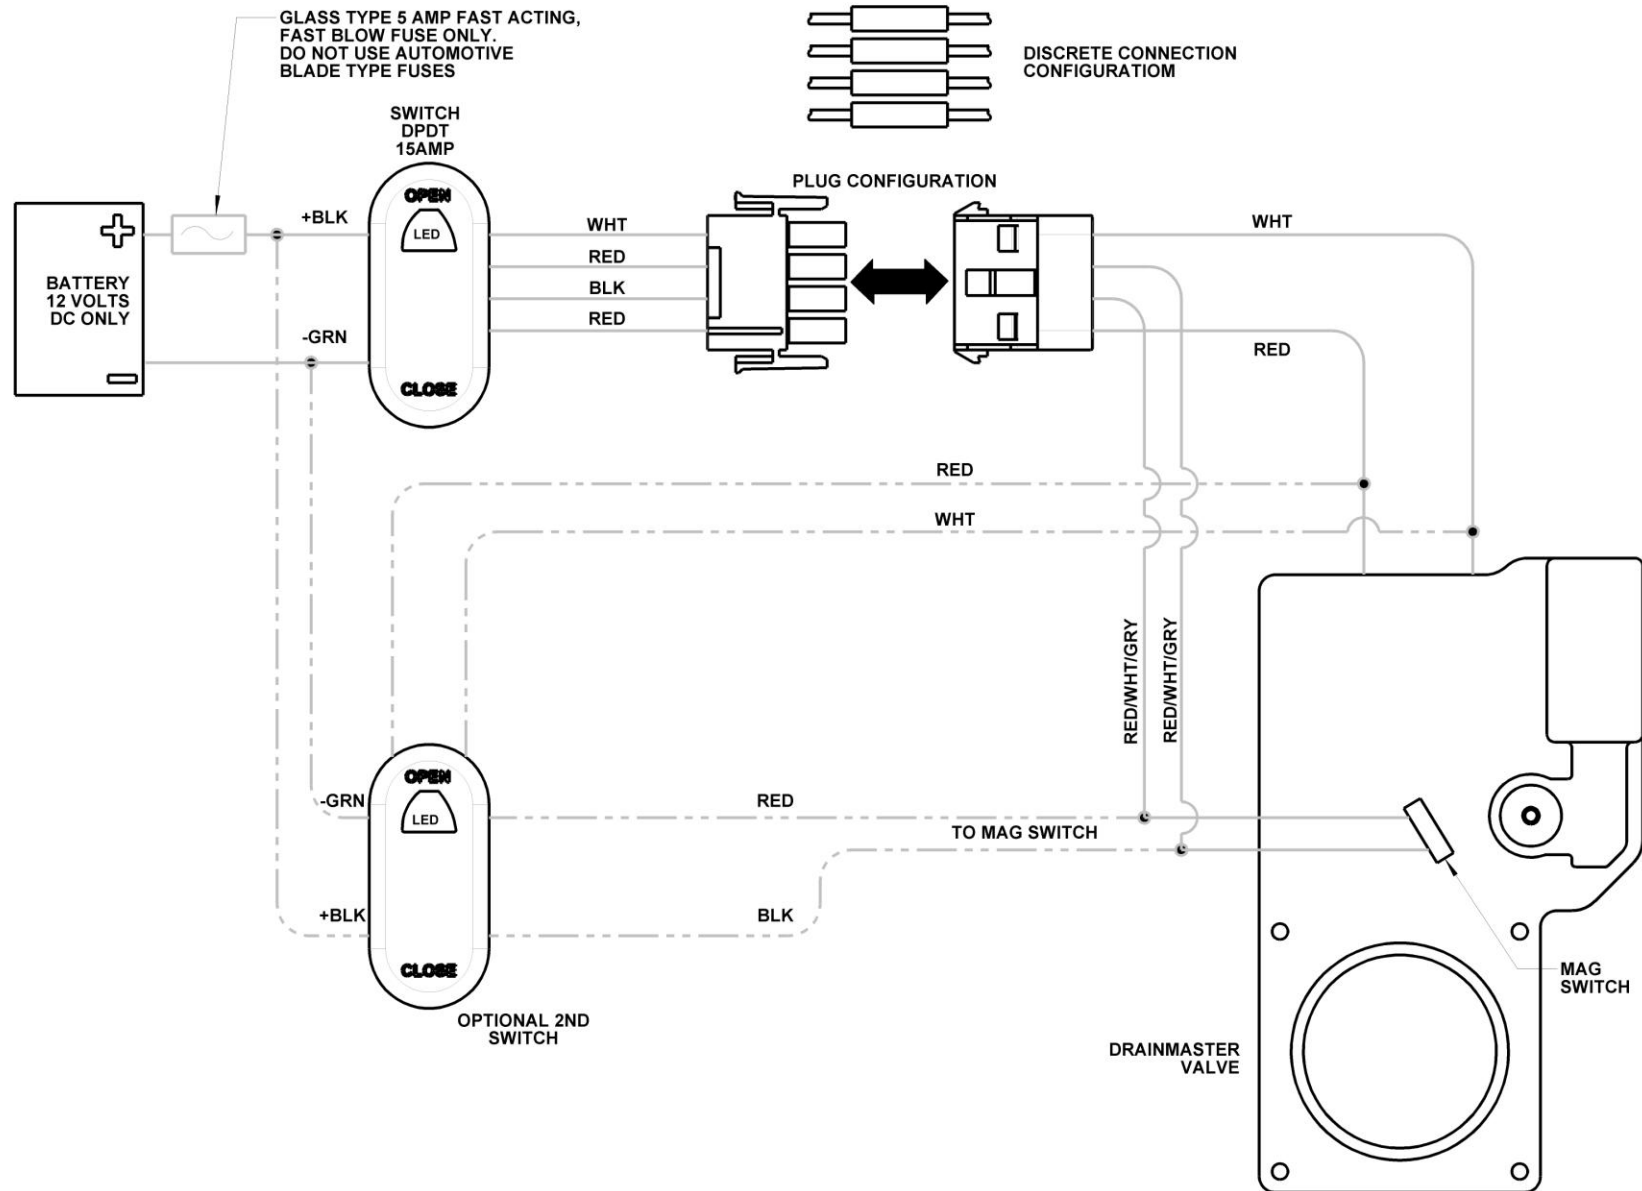 GLASS TYPE 5 AMP FAST ACTING,
FAST BLOW FUSE ONLY.
DO NOT USE AUTOMOTIVE
BLADE TYPE FUSES
DISCRETE CONNECTION
CONFIGURATIOM
SWITCH
DPDT
15AMP
PLUG CONFIGURATION
OPEN
LED
CLOSE
+BLK
-GRN
BATTERY
12 VOLTS
DC ONLY
WHT
RED
BLK
RED
WHT
RED
RED
WHT
RED/WHT/GRY
RED/WHT/GRY
OPEN
LED
CLOSE
-GRN
+BLK
RED
TO MAG SWITCH
BLK
OPTIONAL 2ND
SWITCH
MAG
SWITCH
DRAINMASTER
VALVE